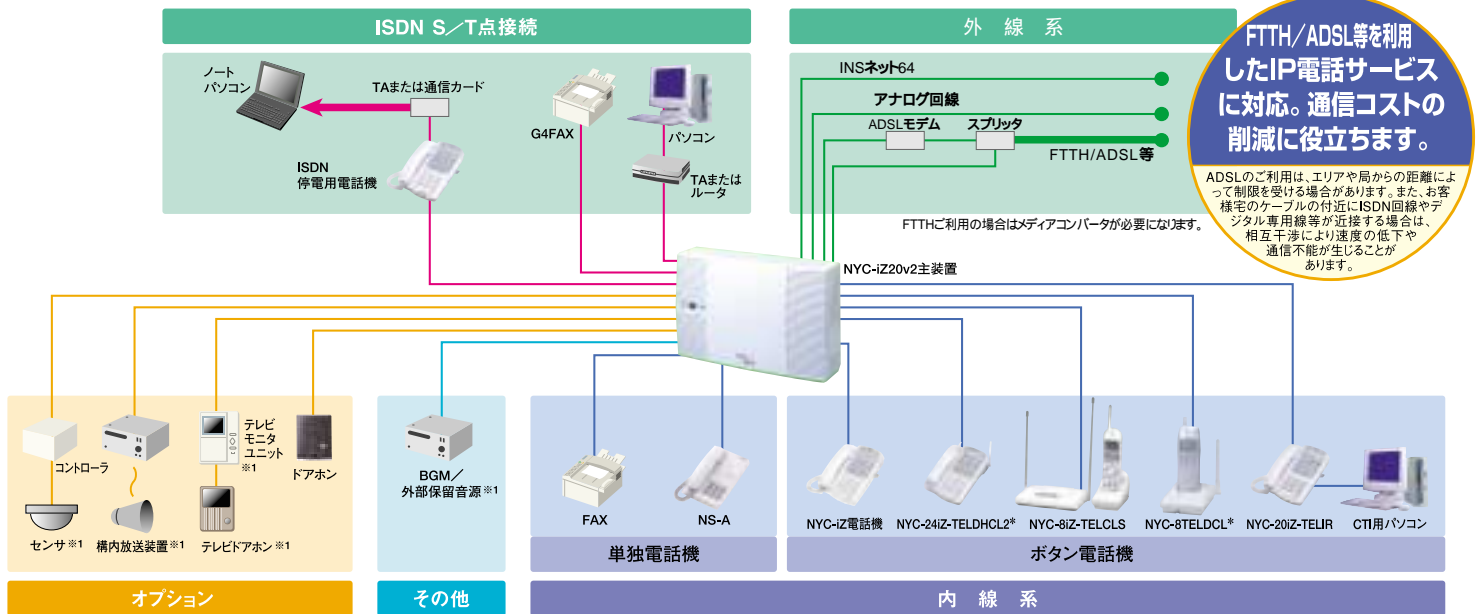 ISDN S／T点接続
ノート
パソコン
TAまたは通信カード
ISDN
停電用電話機
G4FAX
パソコン
TAまたは
ルータ
外線系
INSネット64
アナログ回線
ADSLモデム
スプリッタ
FTTH/ADSL等
FTTHご利用の場合はメディアコンバータが必要になります。
FTTH/ADSL等を利用
したIP電話サービス
に対応。通信コストの
削減に役立ちます。
ADSLのご利用は、エリアや局からの距離によ
って制限を受ける場合があります。また、お客
様宅のケーブルの付近にISDN回線やデ
ジタル専用線等が近接する場合は、
相互干渉により速度の低下や
通信不能が生じることが
あります。
NYC-iZ20v2主装置
コントローラ
センサ※1
構内放送装置※1
テレビ
モニタ
ユニット
※1
テレビドアホン※1
ドアホン
オプション
BGM／
外部保留音源※1
その他
FAX
NS-A
単独電話機
NYC-iZ電話機
NYC-24iZ-TELDHCL2*
NYC-8iZ-TELCLS
NYC-8TELDCL*
NYC-20iZ-TELIR
CTI用パソコン
ボタン電話機
内線系